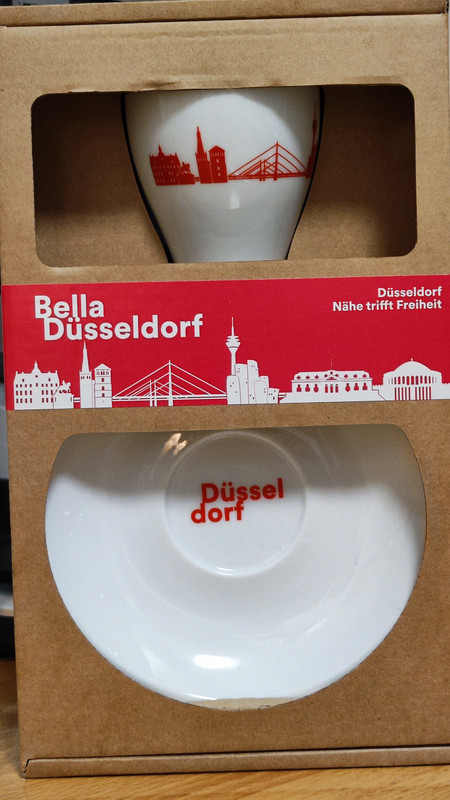 Bella
Düsseldorf
Düsseldorf
Nähe trifft Freiheit
Düssel
dorf